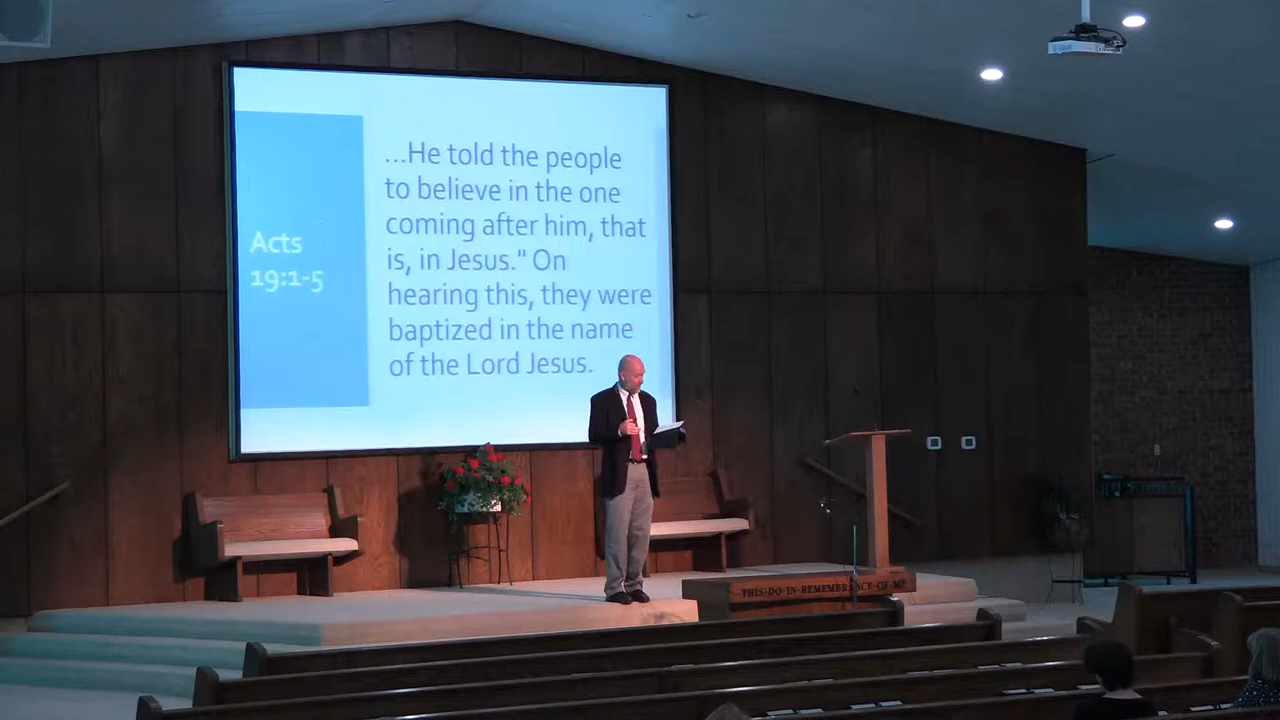 Acts
19:1-5
...He told the people
to believe in the one
coming after him, that
is, in Jesus." On
hearing this, they were
baptized in the name
of the Lord Jesus.
THIS DO IN REMEMBRANCE OF ME